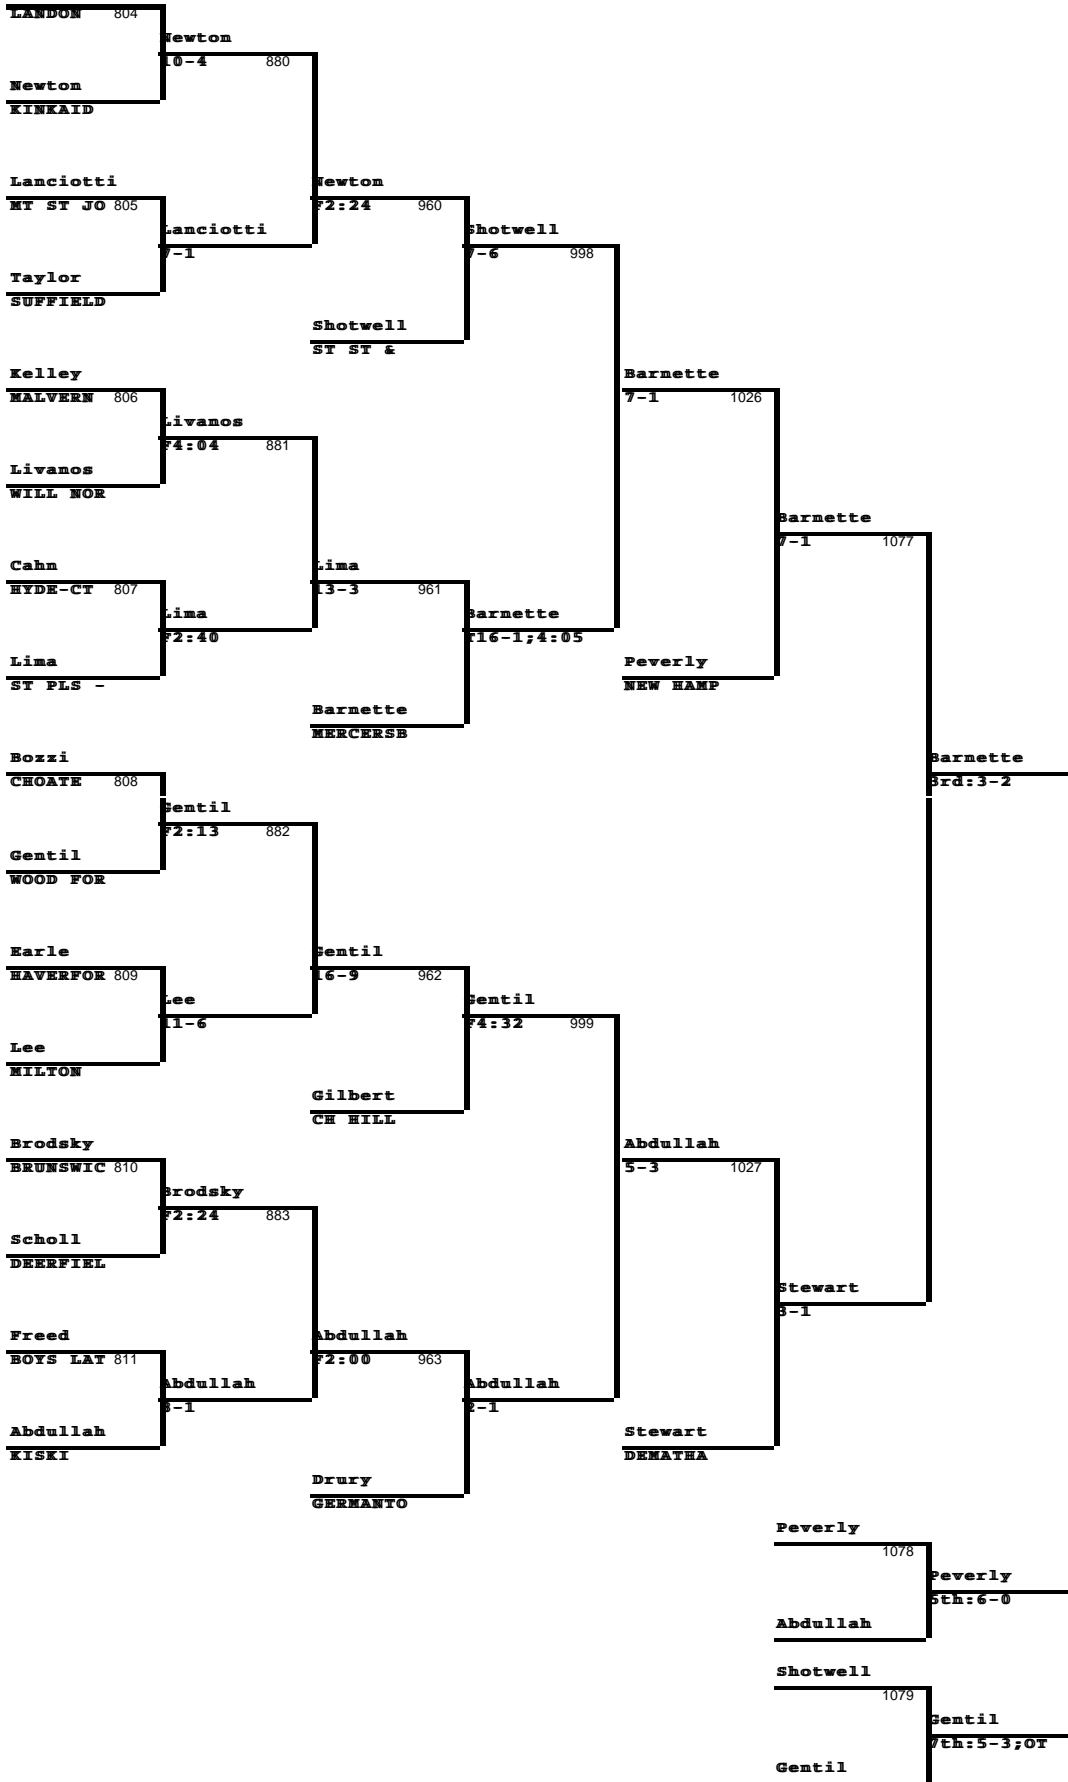 LANDON 804
Newton
10-4 880
Newton
KINKAID
Lanciotti
MT ST JO 805
Newton
F2:24 960
Lanciotti
7-1
Shotwell
7-6 998
Taylor
SUFFIELD
Shotwell
ST ST &
Kelley
MALVERN 806
Barnette
7-1 1026
Livanos
F4:04 881
Livanos
WILL NOR
Barnette
7-1 1077
Cahn
HYDE-CT 807
Lima
13-3 961
Lima
F2:40
Barnette
T16-1;4:05
Lima
ST PLS -
Peverly
NEW HAMP
Barnette
MERCERSB
Bozzi
CHOATE 808
Barnette
3rd:3-2
Gentil
F2:13 882
Gentil
WOOD FOR
Earle
HAVERFOR 809
Gentil
16-9 962
Lee
11-6
Gentil
F4:32 999
Lee
MILTON
Gilbert
CH HILL
Brodsky
BRUNSWIC 810
Abdullah
5-3 1027
Brodsky
F2:24 883
Scholl
DEERFIEL
Stewart
3-1
Freed
BOYS LAT 811
Abdullah
F2:00 963
Abdullah
Abdullah
2-1
Abdullah
KISKI
Stewart
DEMATHA
Drury
GERMANTO
Peverly
1078
Peverly
5th:6-0
Abdullah
Shotwell
1079
Gentil
7th:5-3;OT
Gentil